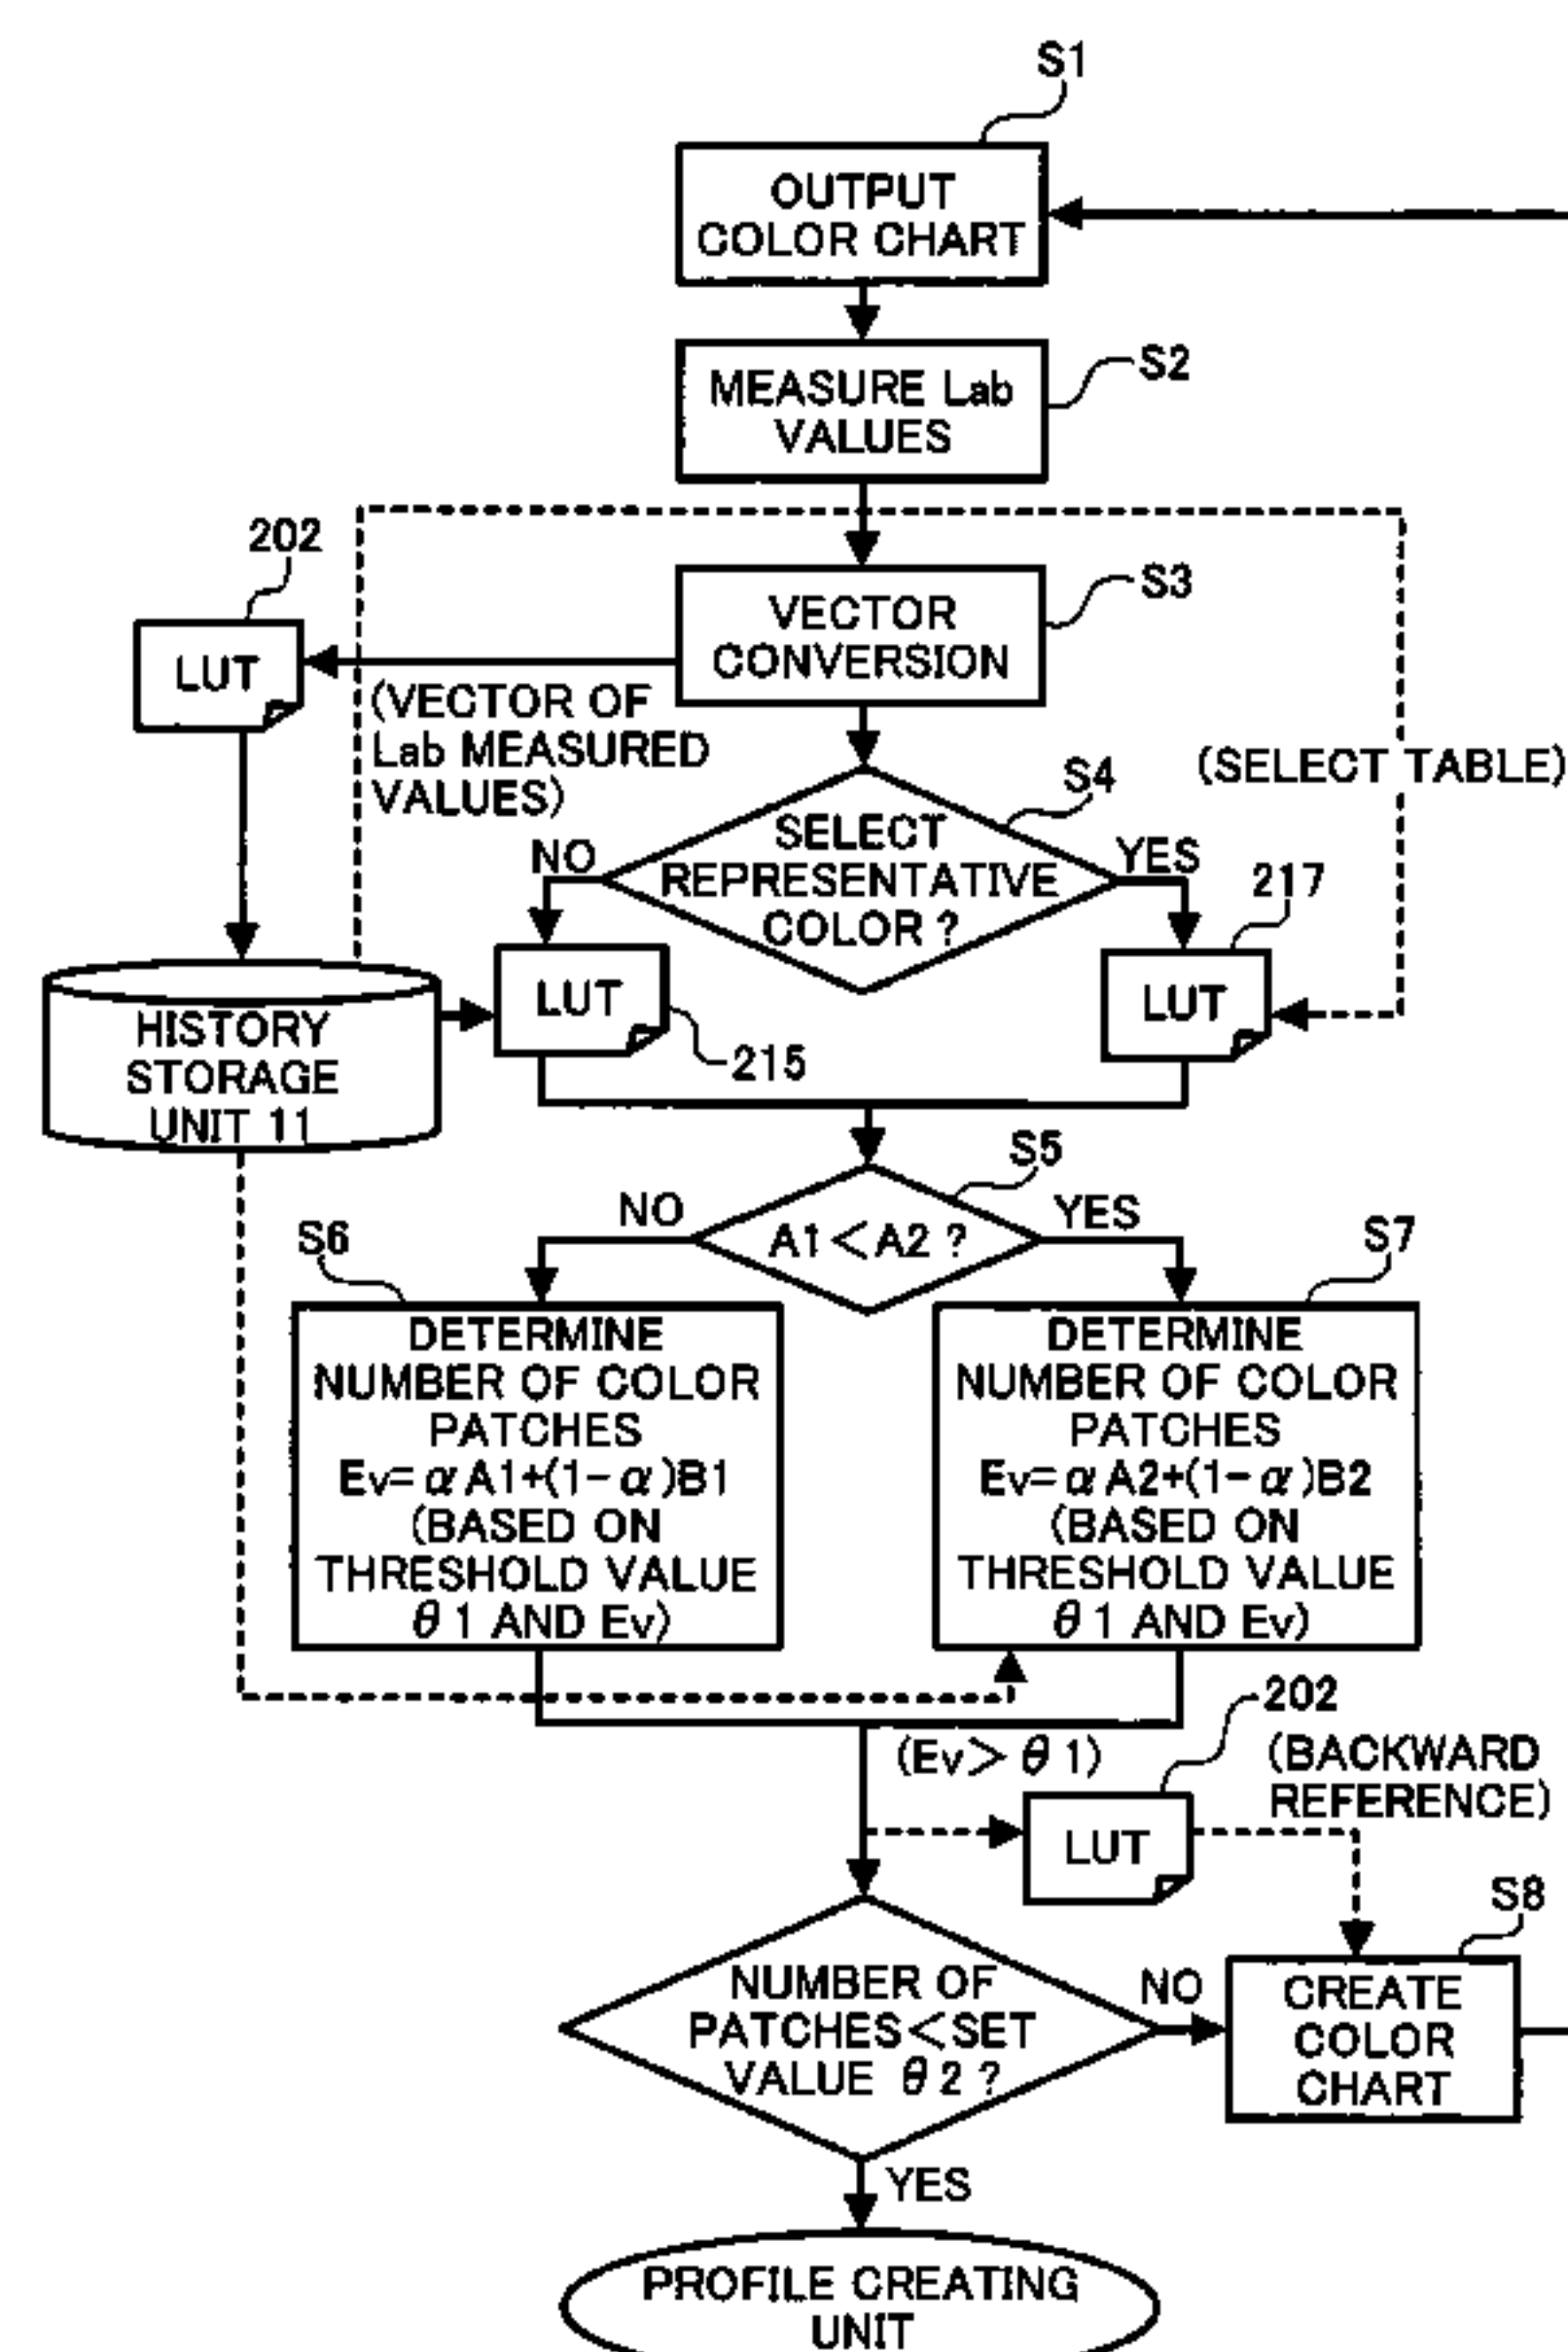 S1
OUTPUT
COLOR CHART
S2
MEASURE Lab
VALUES
202
S3
VECTOR
CONVERSION
LUT
(VECTOR OF
Lab MEASURED
VALUES)
(SELECT TABLE)
S4
SELECT
REPRESENTATIVE
COLOR ?
NO
YES
217
LUT
LUT
215
HISTORY
STORAGE
UNIT 11
S5
NO
YES
A1<A2 ?
S6
S7
DETERMINE
NUMBER OF COLOR
PATCHES
Ev=αA1+(1-α)B1
(BASED ON
THRESHOLD VALUE
θ1 AND Ev)
DETERMINE
NUMBER OF COLOR
PATCHES
Ev=αA2+(1-α)B2
(BASED ON
THRESHOLD VALUE
θ1 AND Ev)
202
(Ev>θ1)
(BACKWARD
REFERENCE)
LUT
S8
NUMBER OF
PATCHES<SET
VALUE θ2 ?
NO
CREATE
COLOR
CHART
YES
PROFILE CREATING
UNIT